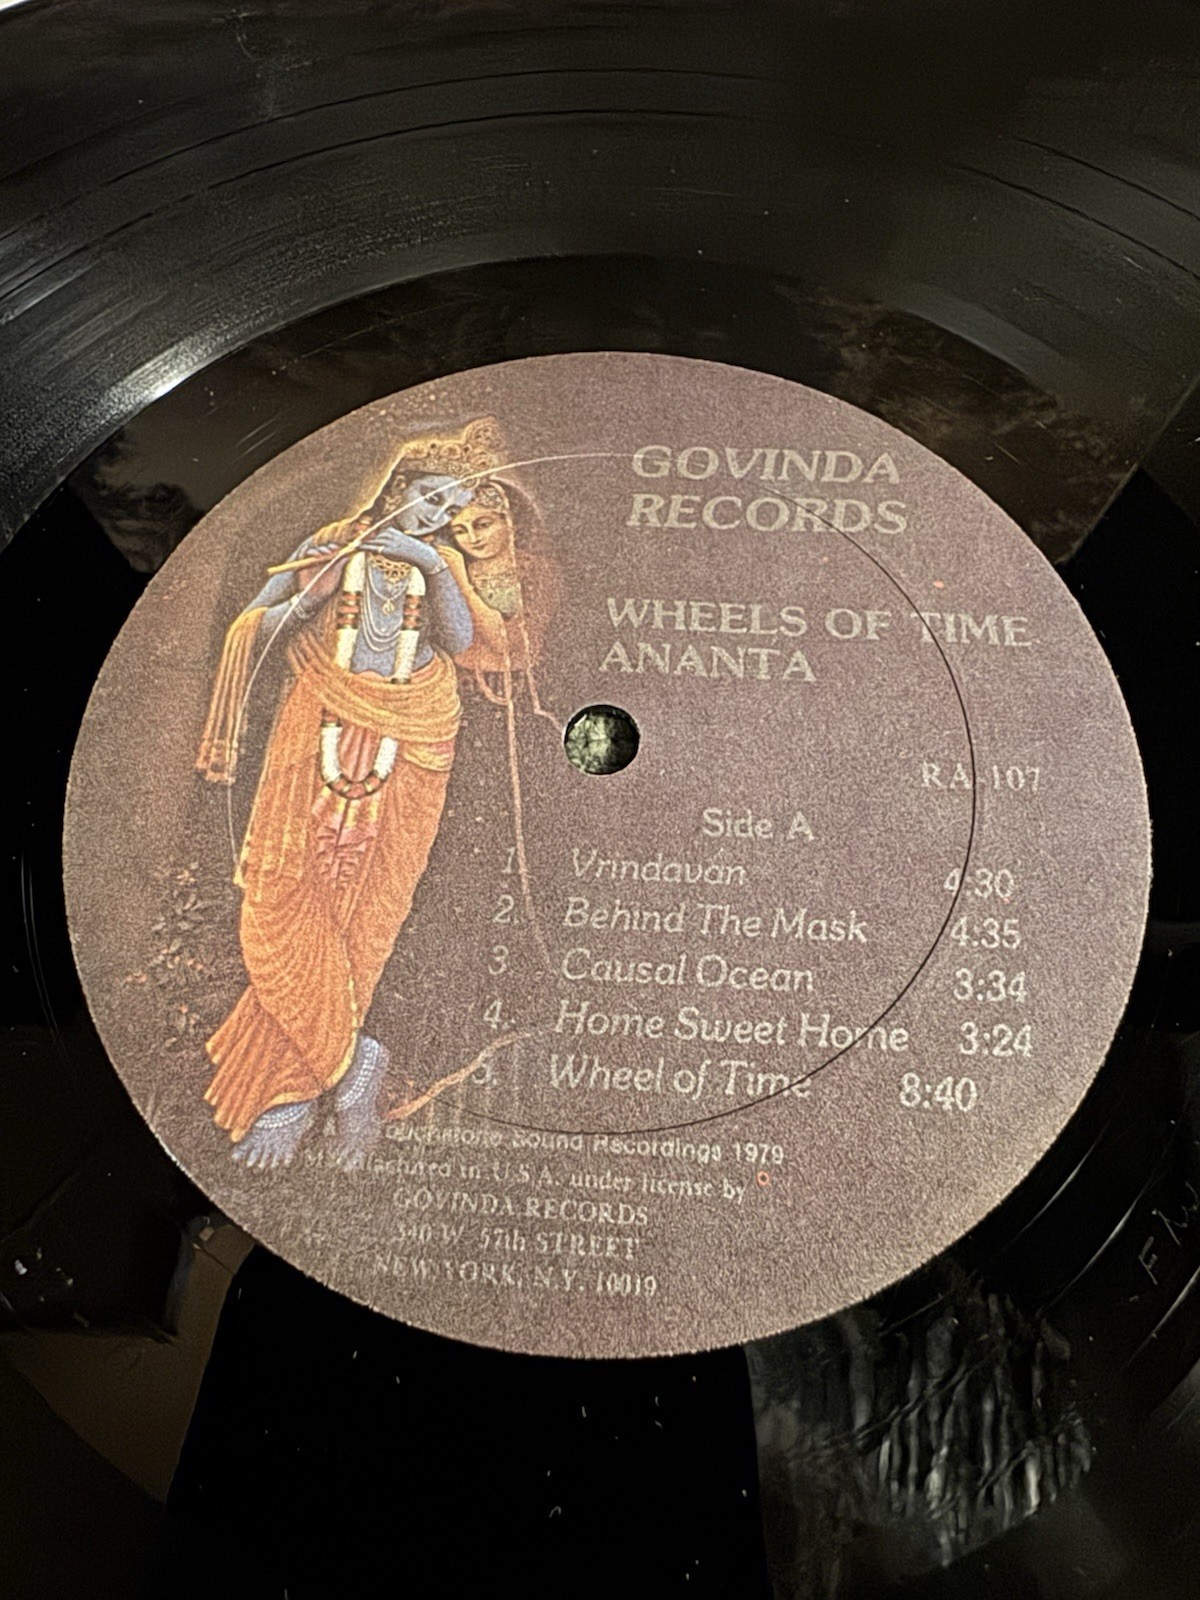 GOVINDA
RECORDS
WHEELS OF TIME
ANANTA
RA-107
Side A
1. Vrindavan 4:30
2. Behind The Mask 4:35
3. Causal Ocean 3:34
4. Home Sweet Home 3:24
5. Wheel of Time 8:40
A Touchstone Sound Recordings 1979
Manufactured in U.S.A. under license by
GOVINDA RECORDS
340 W. 57th STREET
NEW YORK, N.Y. 10019